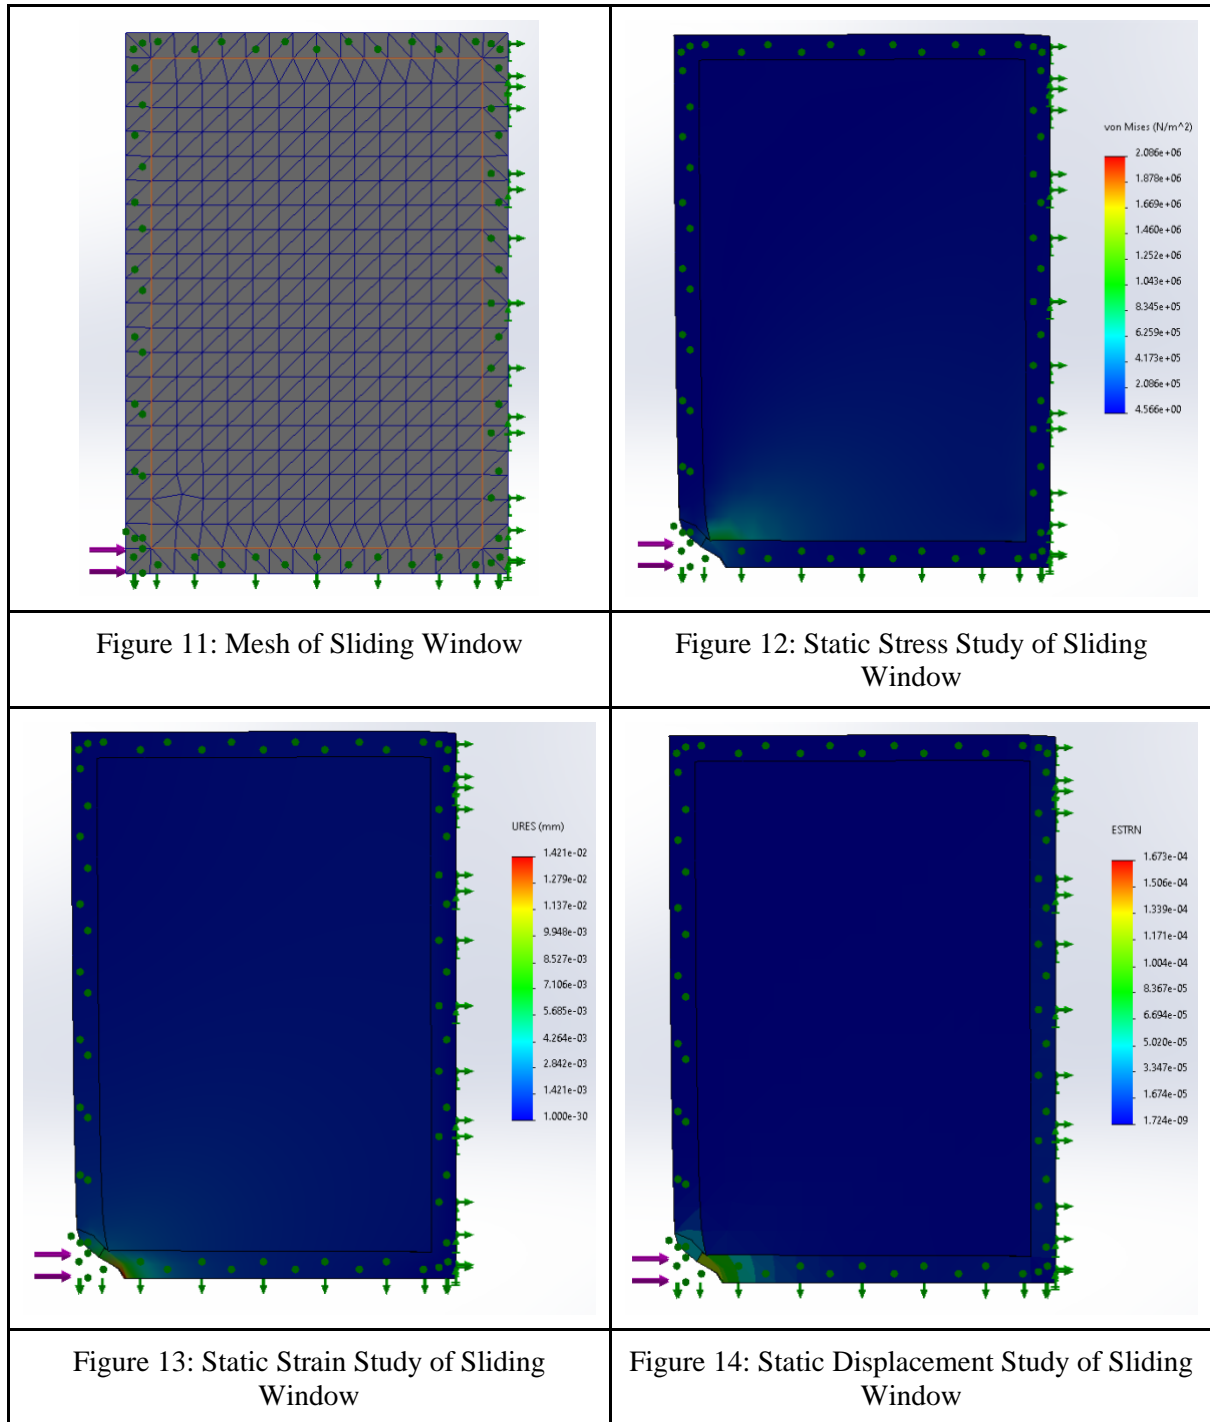 von Mises (N/m^2)
2.086e+06
1.878e+06
1.669e+06
1.460e+06
1.252e+06
1.043e+06
8.345e+05
6.259e+05
4.173e+05
2.086e+05
4.566e+00
Figure 11: Mesh of Sliding Window
Figure 12: Static Stress Study of Sliding
Window
URES (mm)
1.421e-02
1.279e-02
1.137e-02
9.948e-03
8.527e-03
7.106e-03
5.685e-03
4.264e-03
2.842e-03
1.421e-03
1.000e-30
ESTRN
1.673e-04
1.506e-04
1.339e-04
1.171e-04
1.004e-04
8.367e-05
6.694e-05
5.020e-05
3.347e-05
1.674e-05
1.724e-09
Figure 13: Static Strain Study of Sliding
Window
Figure 14: Static Displacement Study of Sliding
Window